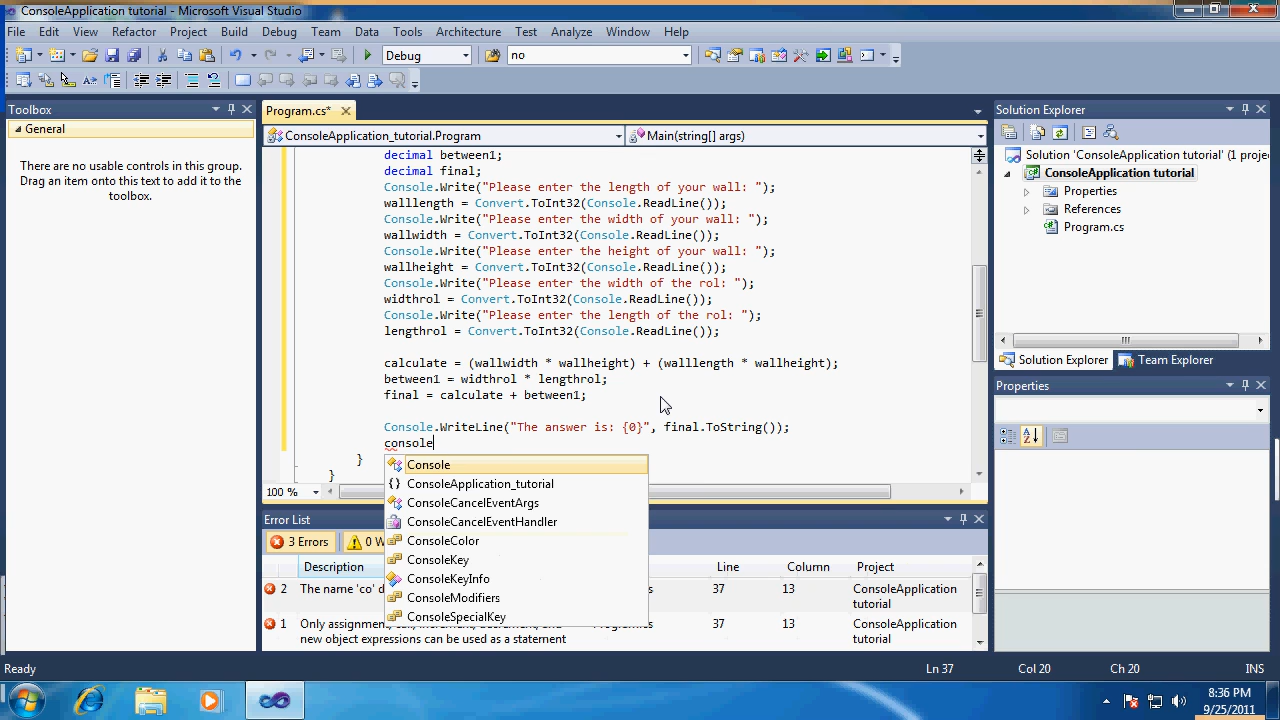 ConsoleApplication tutorial - Microsoft Visual Studio
File Edit View Refactor Project Build Debug Team Data Tools Architecture Test Analyze Window Help
Debug no
Toolbox
General
There are no usable controls in this group.
Drag an item onto this text to add it to the
toolbox.
Program.cs*
ConsoleApplication_tutorial.Program Main(string[] args)
decimal between1;
decimal final;
Console.Write("Please enter the length of your wall: ");
walllength = Convert.ToInt32(Console.ReadLine());
Console.Write("Please enter the width of your wall: ");
wallwidth = Convert.ToInt32(Console.ReadLine());
Console.Write("Please enter the height of your wall: ");
wallheight = Convert.ToInt32(Console.ReadLine());
Console.Write("Please enter the width of the rol: ");
widthrol = Convert.ToInt32(Console.ReadLine());
Console.Write("Please enter the length of the rol: ");
lengthrol = Convert.ToInt32(Console.ReadLine());
calculate = (wallwidth * wallheight) + (walllength * wallheight);
between1 = widthrol * lengthrol;
final = calculate + between1;
Console.WriteLine("The answer is: {0}", final.ToString());
console
}
}
Console
ConsoleApplication_tutorial
ConsoleCancelEventArgs
ConsoleCancelEventHandler
ConsoleColor
ConsoleKey
ConsoleKeyInfo
ConsoleModifiers
ConsoleSpecialKey
100 %
Error List
3 Errors 0 W
Description Line Column Project
2 The name 'co' d 37 13 ConsoleApplication
tutorial
1 37 13 ConsoleApplication
new object expressions can be used as a statement tutorial
Solution Explorer
Solution 'ConsoleApplication tutorial' (1 proje
ConsoleApplication tutorial
Properties
References
Program.cs
Solution Explorer Team Explorer
Properties
Ready Ln 37 Col 20 Ch 20 INS
8:36 PM
9/25/2011